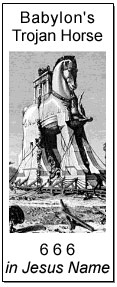 Babylon's
Trojan Horse
6 6 6
in Jesus Name